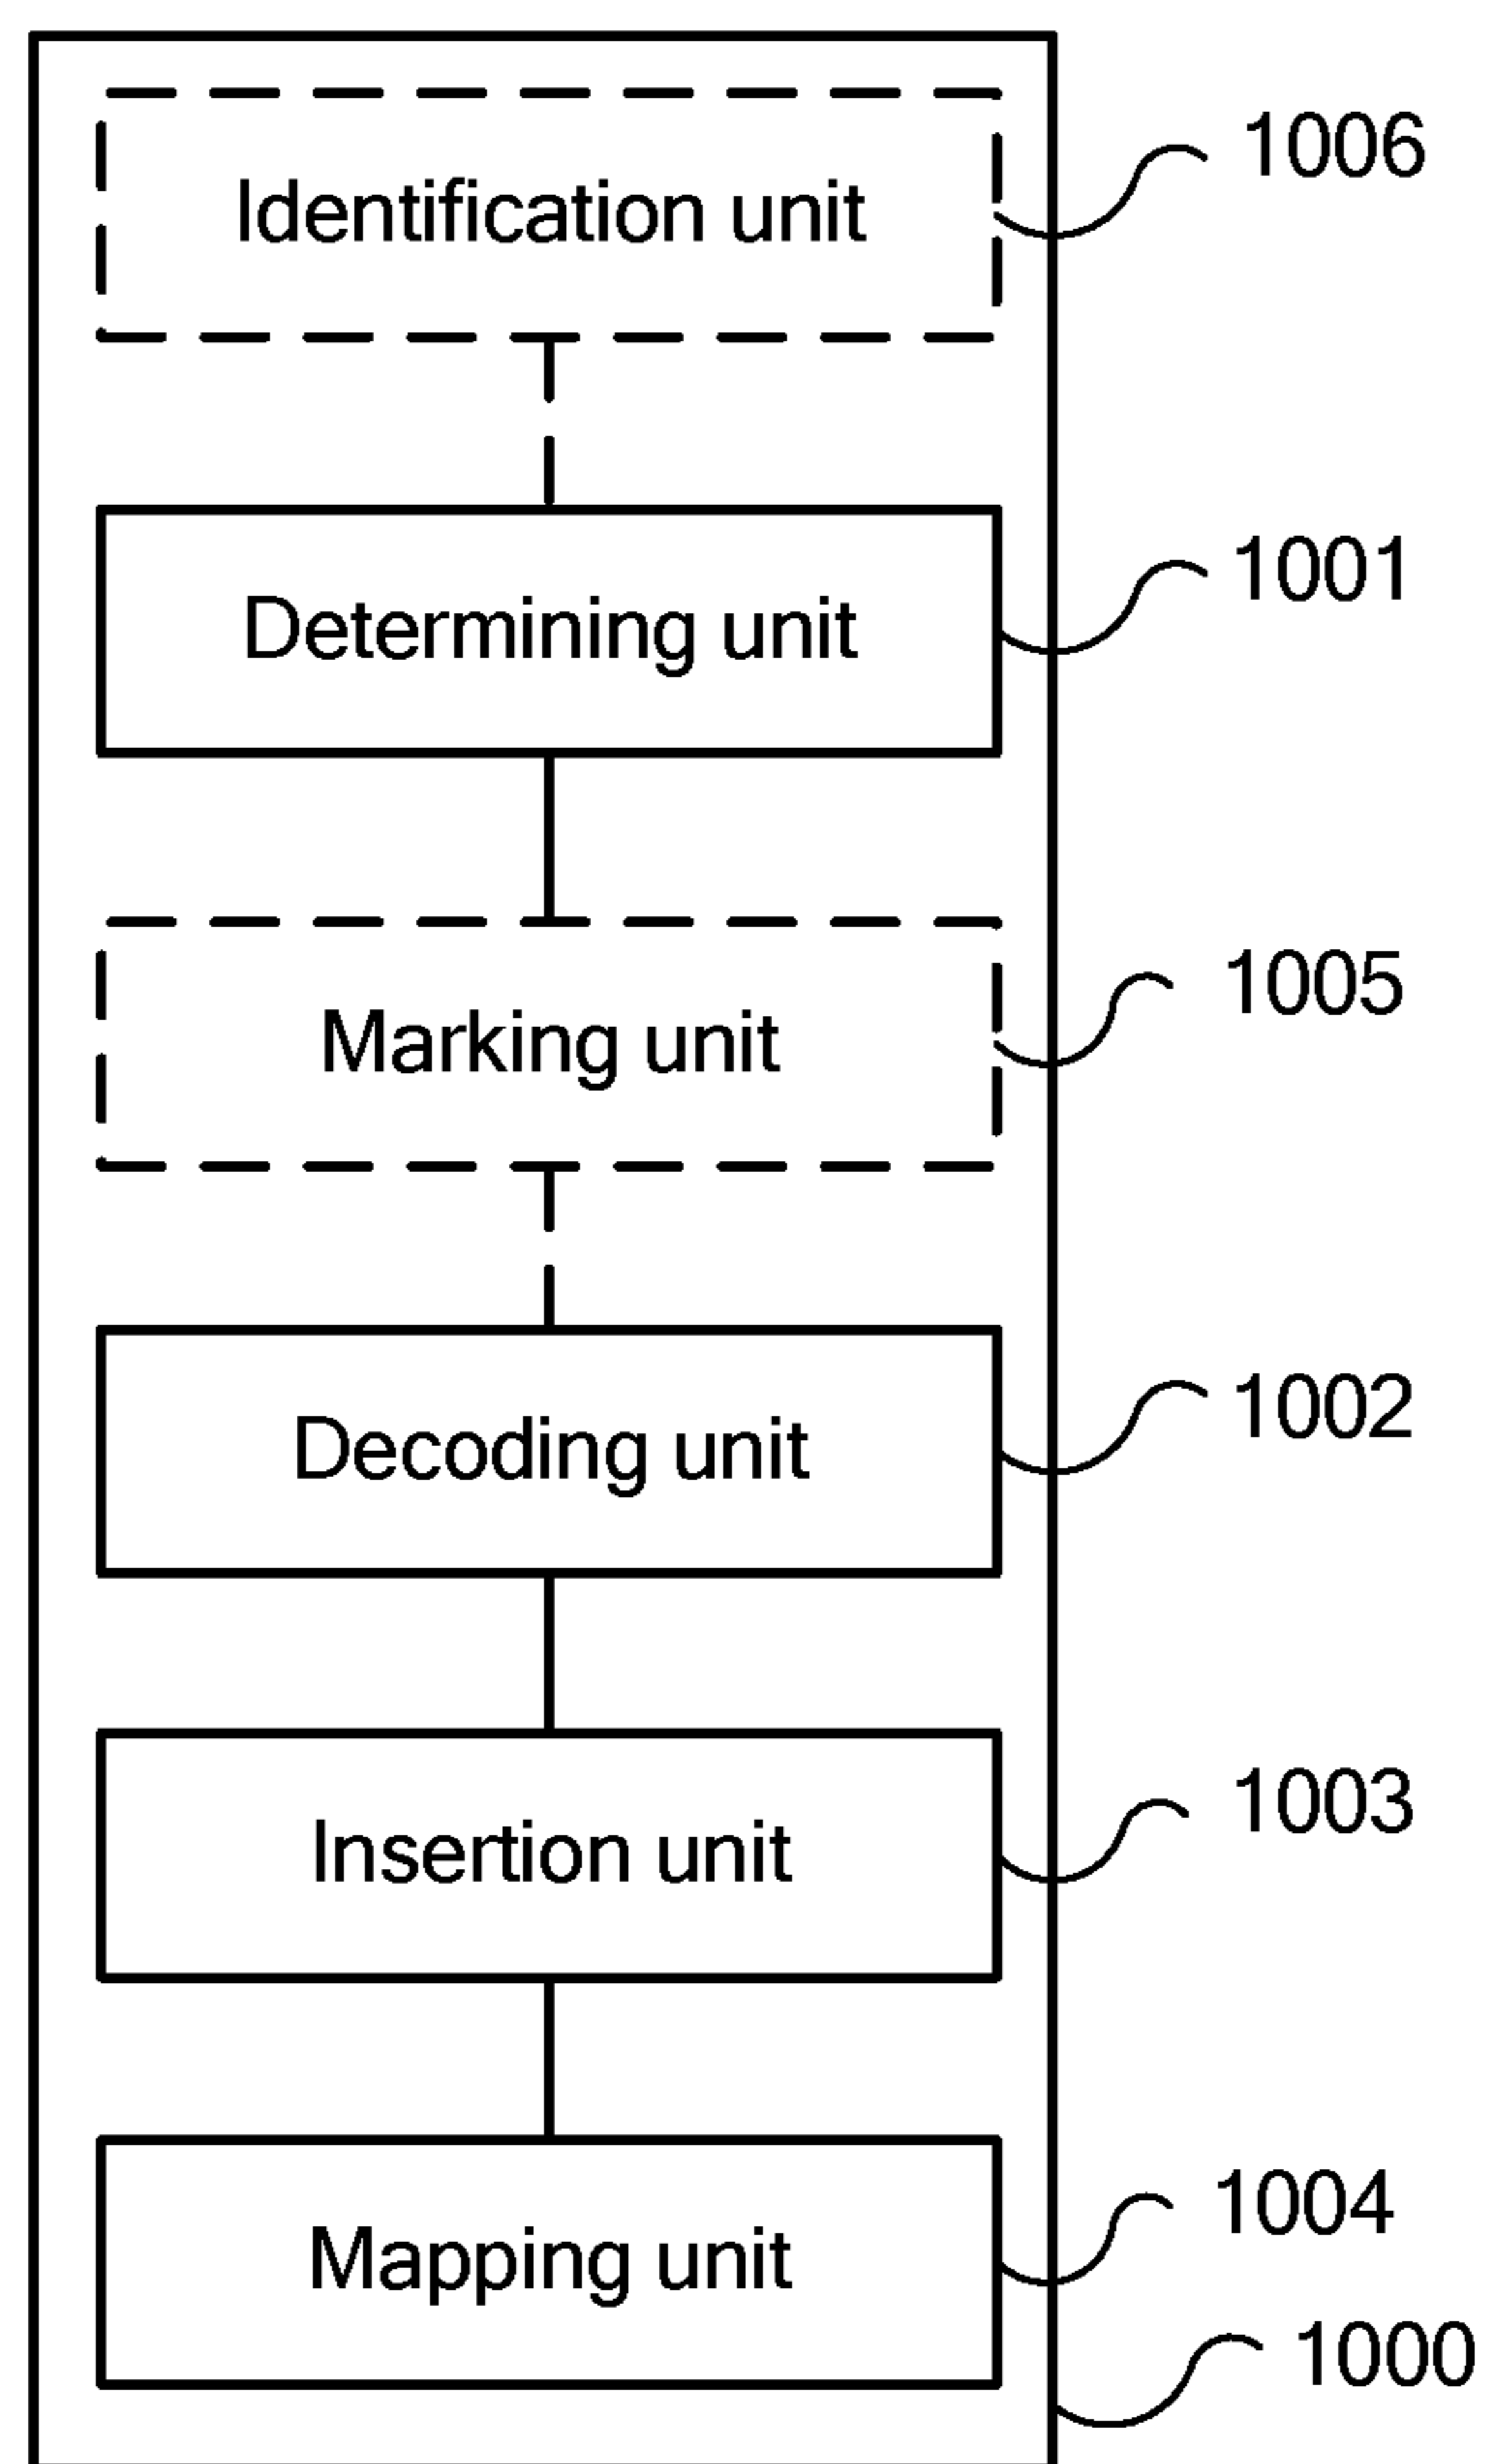 Identification unit
1006
Determining unit
1001
Marking unit
1005
Decoding unit
1002
Insertion unit
1003
Mapping unit
1004
1000